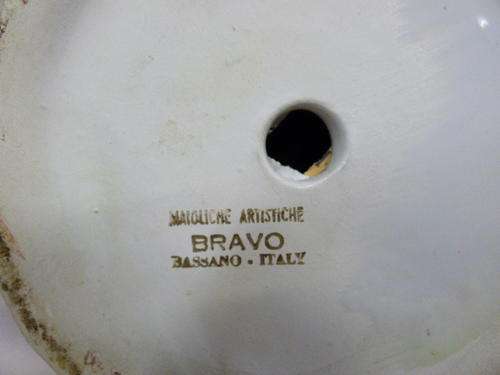 MAIOLICHE ARTISTICHE
BRAVO
BASSANO - ITALY